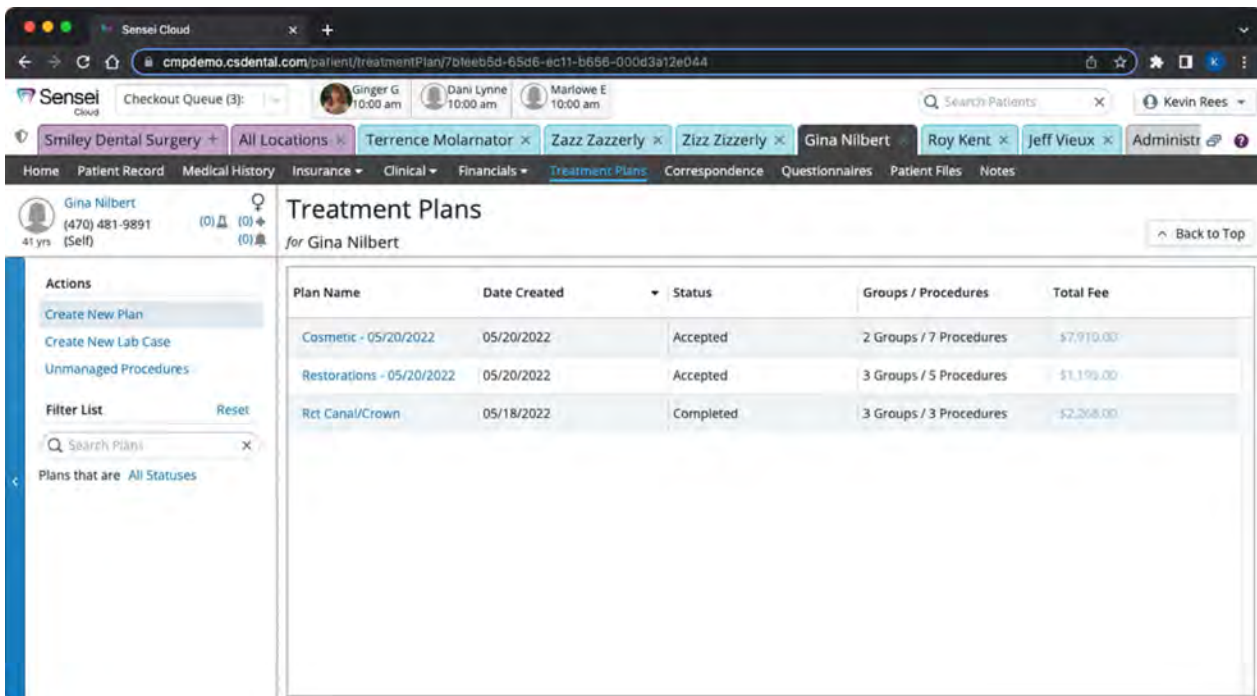 Sensei Cloud
cmpdemo.csdental.com/patient/treatmentPlan/7bfeeb5d-65d6-ec11-b656-000d3a12e044
Sensei Cloud
Checkout Queue (3):
Ginger G 10:00 am
Dani Lynne 10:00 am
Marlowe E 10:00 am
Search Patients
Kevin Rees
Smiley Dental Surgery
All Locations
Terrence Molarnator
Zazz Zazzerly
Zizz Zizzerly
Gina Nilbert
Roy Kent
Jeff Vieux
Administr
Home Patient Record Medical History Insurance Clinical Financials Treatment Plans Correspondence Questionnaires Patient Files Notes
Gina Nilbert
(470) 481-9891 (0) (0)
41 yrs (Self) (0)
Treatment Plans
for Gina Nilbert
Back to Top
Actions
Create New Plan
Create New Lab Case
Unmanaged Procedures
Filter List Reset
Search Plans
Plans that are All Statuses
Plan Name Date Created Status Groups / Procedures Total Fee
Cosmetic - 05/20/2022 05/20/2022 Accepted 2 Groups / 7 Procedures $7,910.00
Restorations - 05/20/2022 05/20/2022 Accepted 3 Groups / 5 Procedures $1,199.00
Rct Canal/Crown 05/18/2022 Completed 3 Groups / 3 Procedures $2,268.00